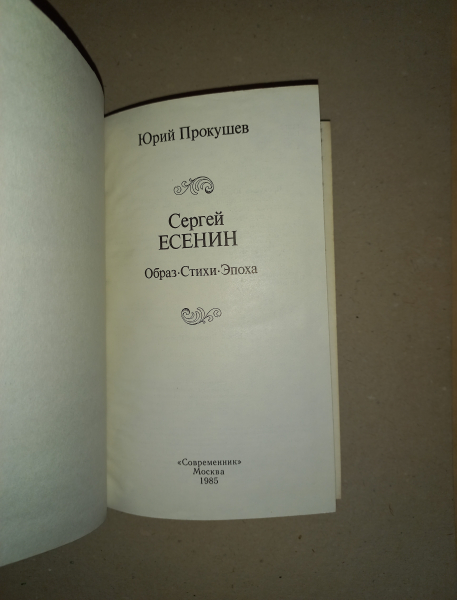 Юрий Прокушев
Сергей
ЕСЕНИН
Образ·Стихи·Эпоха
«Современник»
Москва
1985